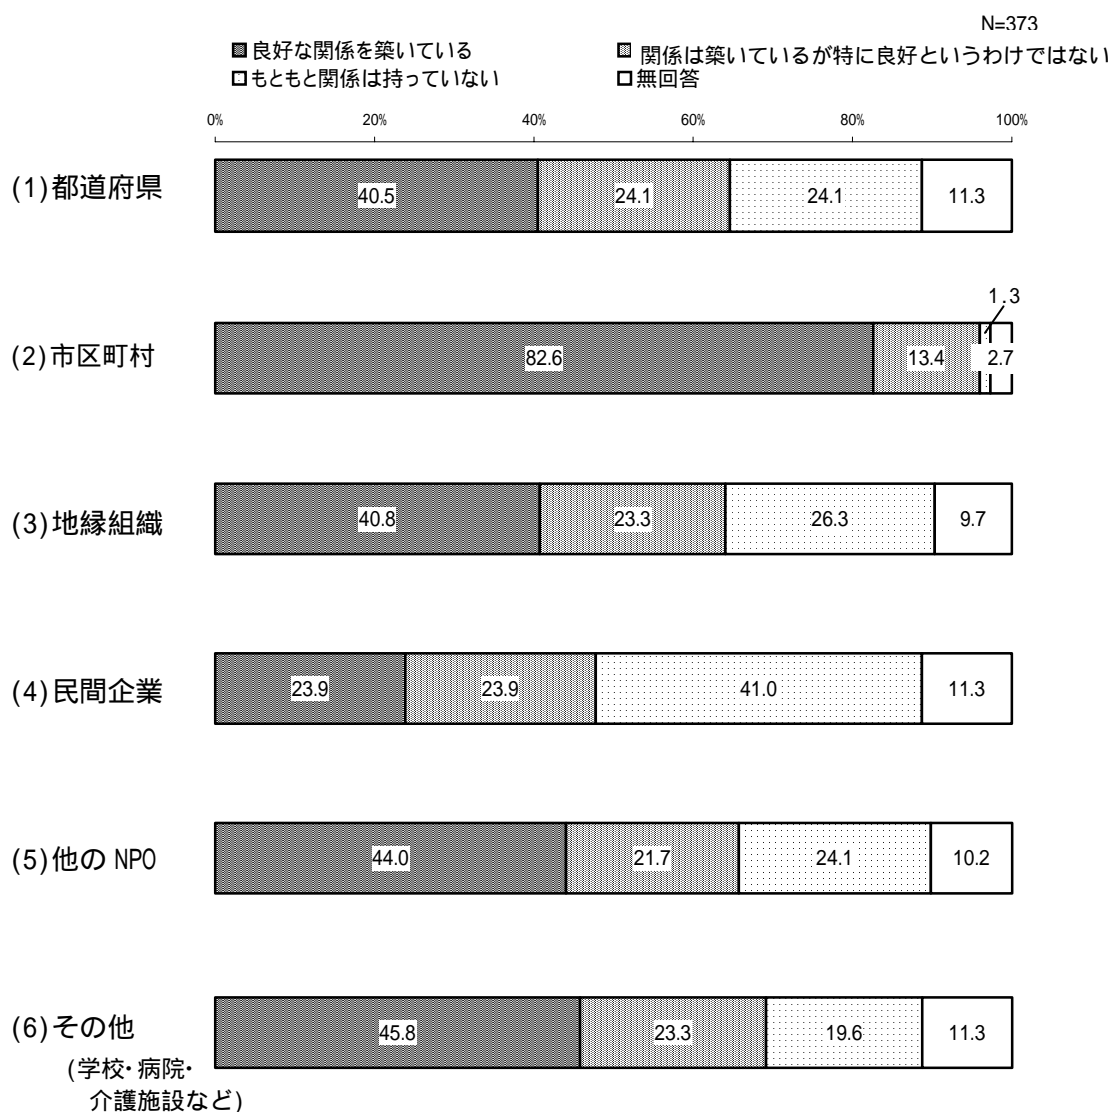 N=373
良好な関係を築いている 関係は築いているが特に良好というわけではない
もともと関係は持っていない 無回答
0% 20% 40% 60% 80% 100%
(1)都道府県 40.5 24.1 24.1 11.3
1.3
(2)市区町村 82.6 13.4 2.7
(3)地縁組織 40.8 23.3 26.3 9.7
(4)民間企業 23.9 23.9 41.0 11.3
(5)他の NPO 44.0 21.7 24.1 10.2
(6)その他 45.8 23.3 19.6 11.3
(学校・病院・
介護施設など)